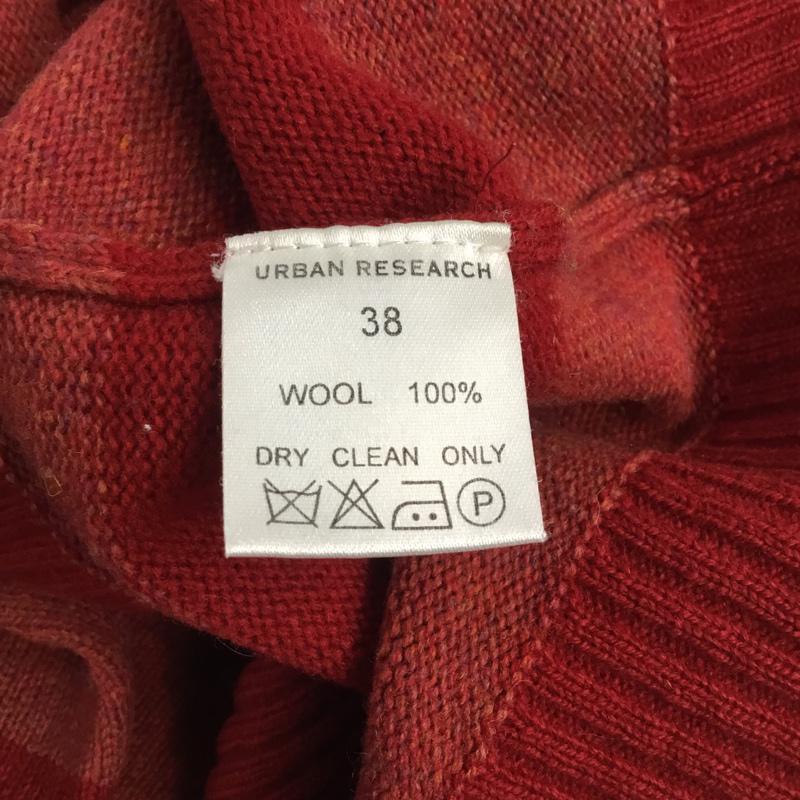 URBAN RESEARCH
38
WOOL 100%
DRY CLEAN ONLY
P